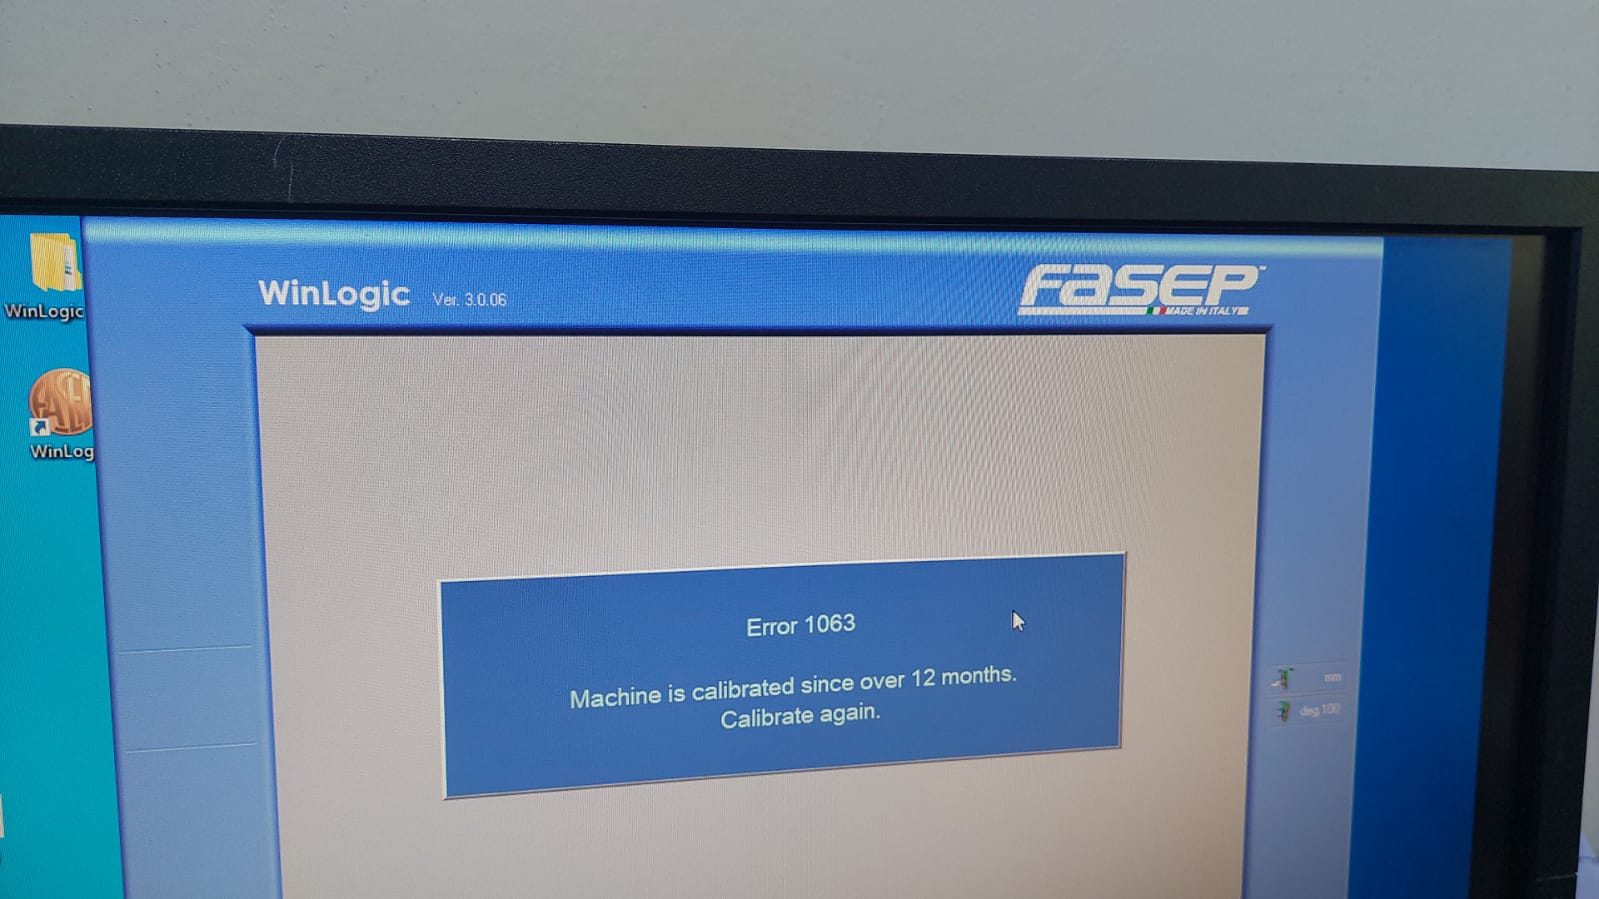 WinLogic Ver. 3.0.06
FASEP
MADE IN ITALY
WinLogic
WinLog
Error 1063
Machine is calibrated since over 12 months.
Calibrate again.
mm
deg.100